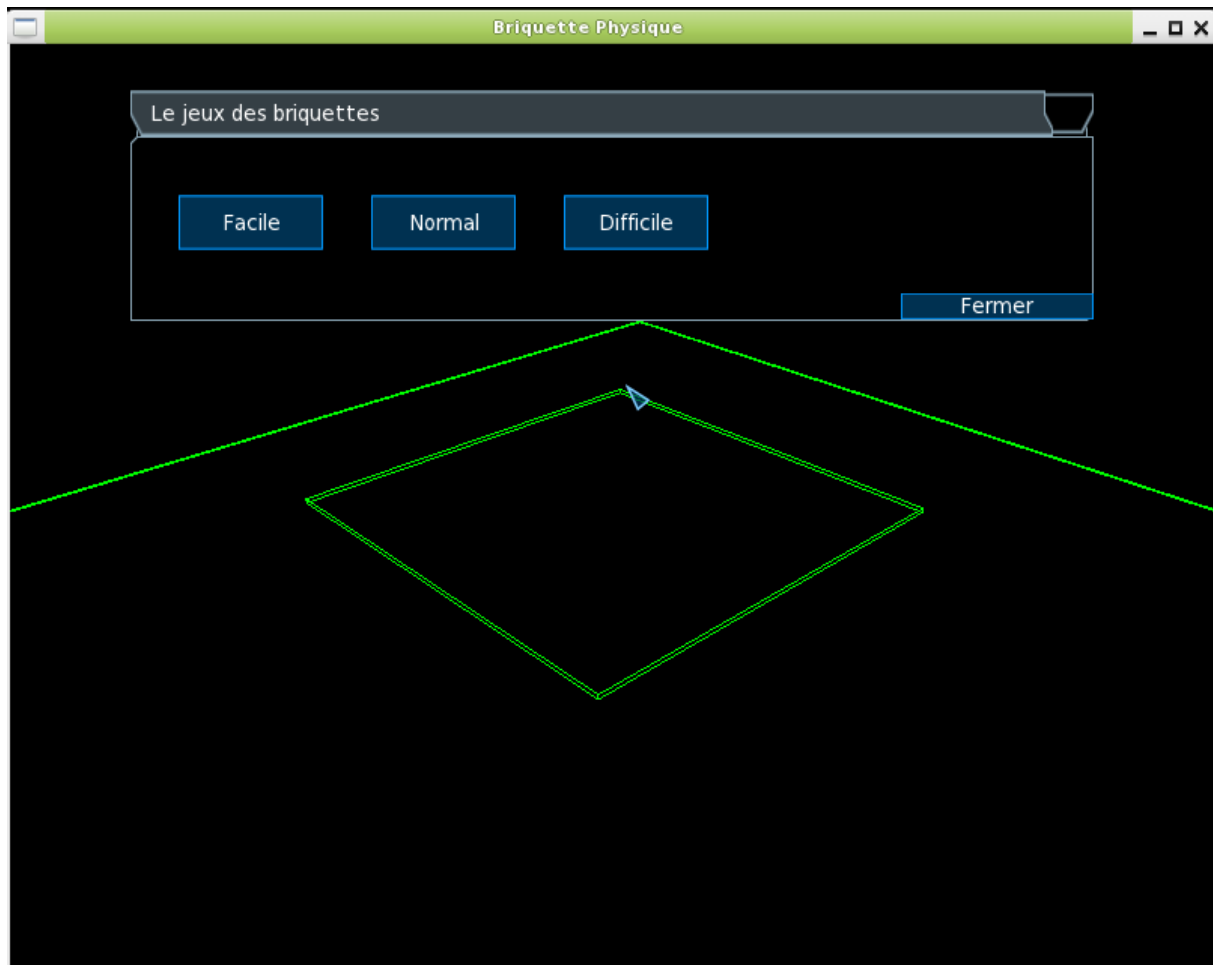 Briquette Physique
Le jeux des briquettes
Facile
Normal
Difficile
Fermer